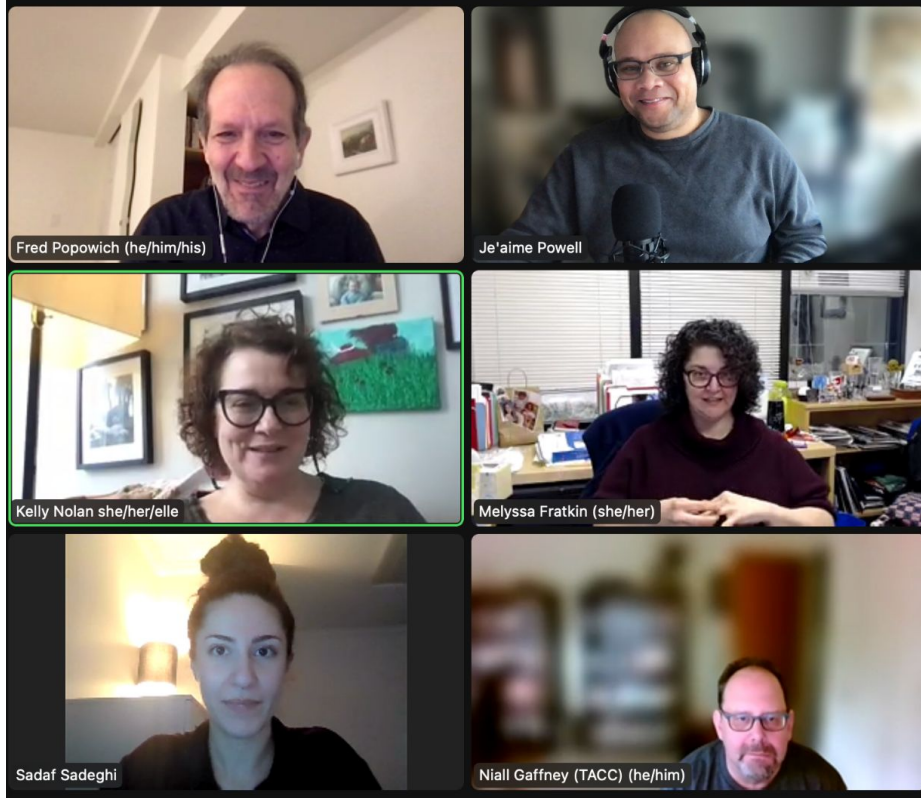 Fred Popowich (he/him/his)
Je'aime Powell
Kelly Nolan she/her/elle
Melyssa Fratkin (she/her)
Sadaf Sadeghi
Niall Gaffney (TACC) (he/him)